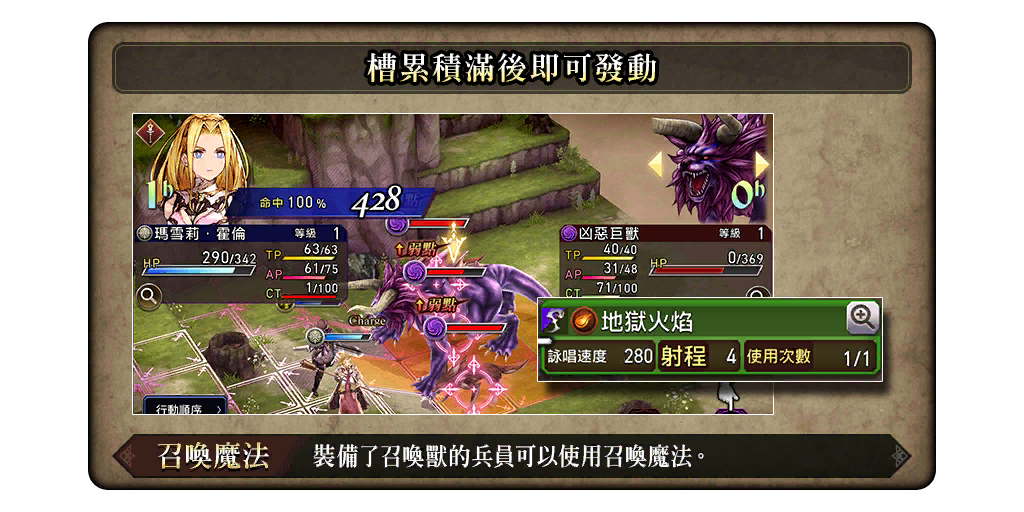 槽累積滿後即可發動
1h
命中 100 % 428
0h
瑪雪莉・霍倫 等級 1
HP 290/342
TP 63/63
AP 61/75
CT 1/100
凶惡巨獸 等級 1
TP 40/40
AP 31/48
CT 71/100
HP 0/369
弱點
弱點
Charge
地獄火焰
詠唱速度 280 射程 4 使用次數 1/1
行動順序
召喚魔法 裝備了召喚獸的兵員可以使用召喚魔法。